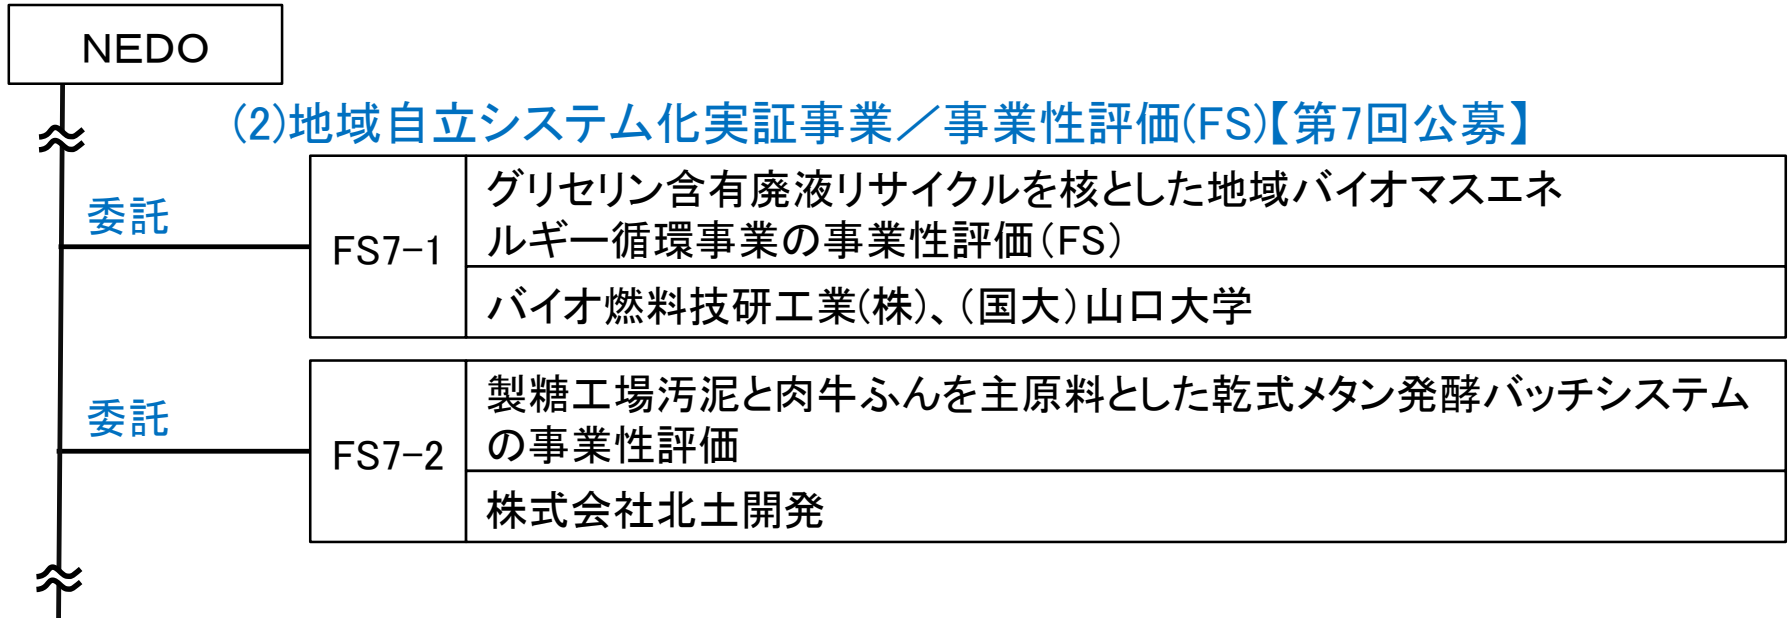 NEDO
(2)地域自立システム化実証事業／事業性評価(FS)【第7回公募】
委託
FS7-1
グリセリン含有廃液リサイクルを核とした地域バイオマスエネ
ルギー循環事業の事業性評価（FS）
バイオ燃料技研工業(株)、（国大）山口大学
委託
FS7-2
製糖工場汚泥と肉牛ふんを主原料とした乾式メタン発酵バッチシステム
の事業性評価
株式会社北土開発